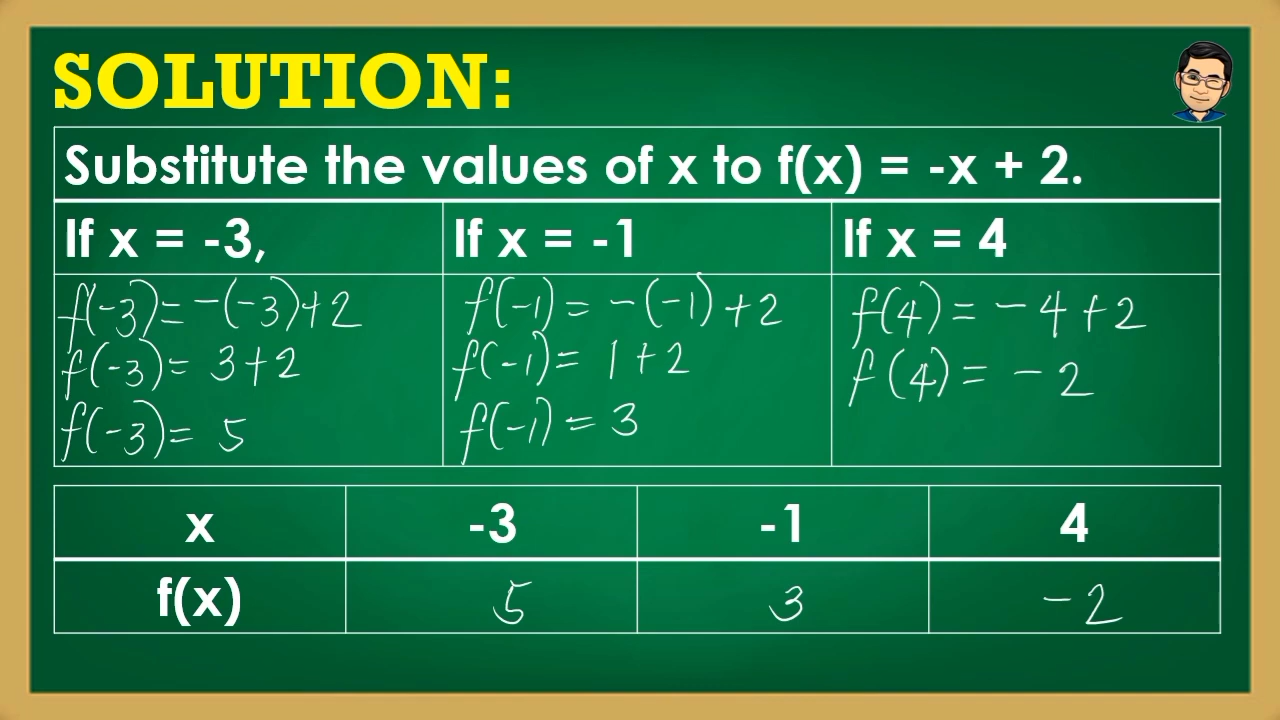 SOLUTION:
Substitute the values of x to f(x) = -x + 2.
If x = -3,
If x = -1
If x = 4
f(-3)= -(-3)+2
f(-3)= 3+2
f(-3)= 5
f(-1) = -(-1)+2
f(-1)= 1+2
f(-1) = 3
f(4) = -4+2
f(4) = -2
x -3 -1 4
f(x) 5 3 -2